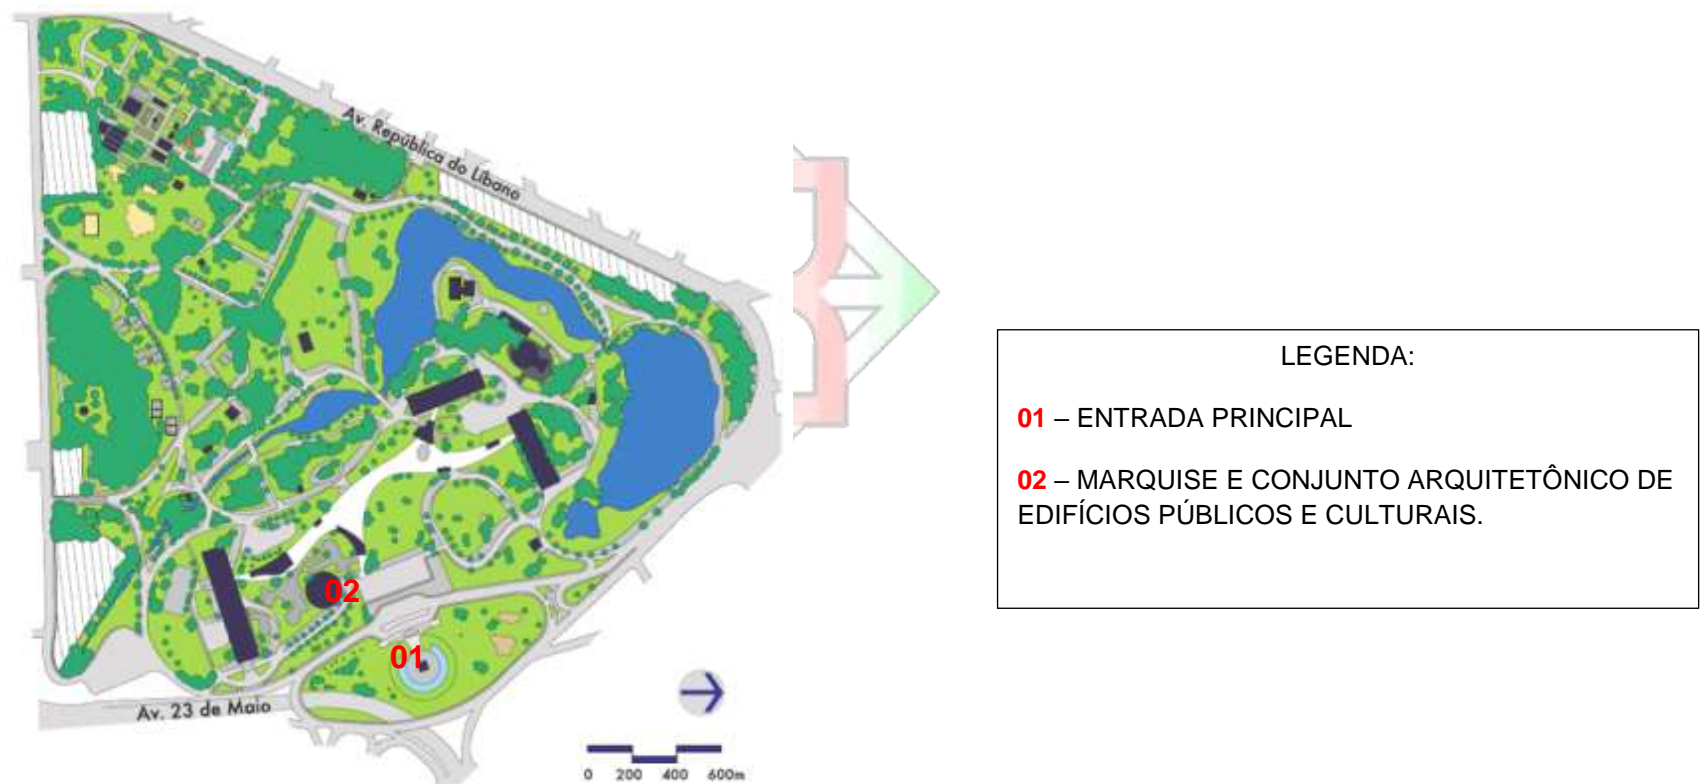 Av. República do Líbano
LEGENDA:
01 – ENTRADA PRINCIPAL
02 – MARQUISE E CONJUNTO ARQUITETÔNICO DE
EDIFÍCIOS PÚBLICOS E CULTURAIS.
02
01
Av. 23 de Maio
0 200 400 600m